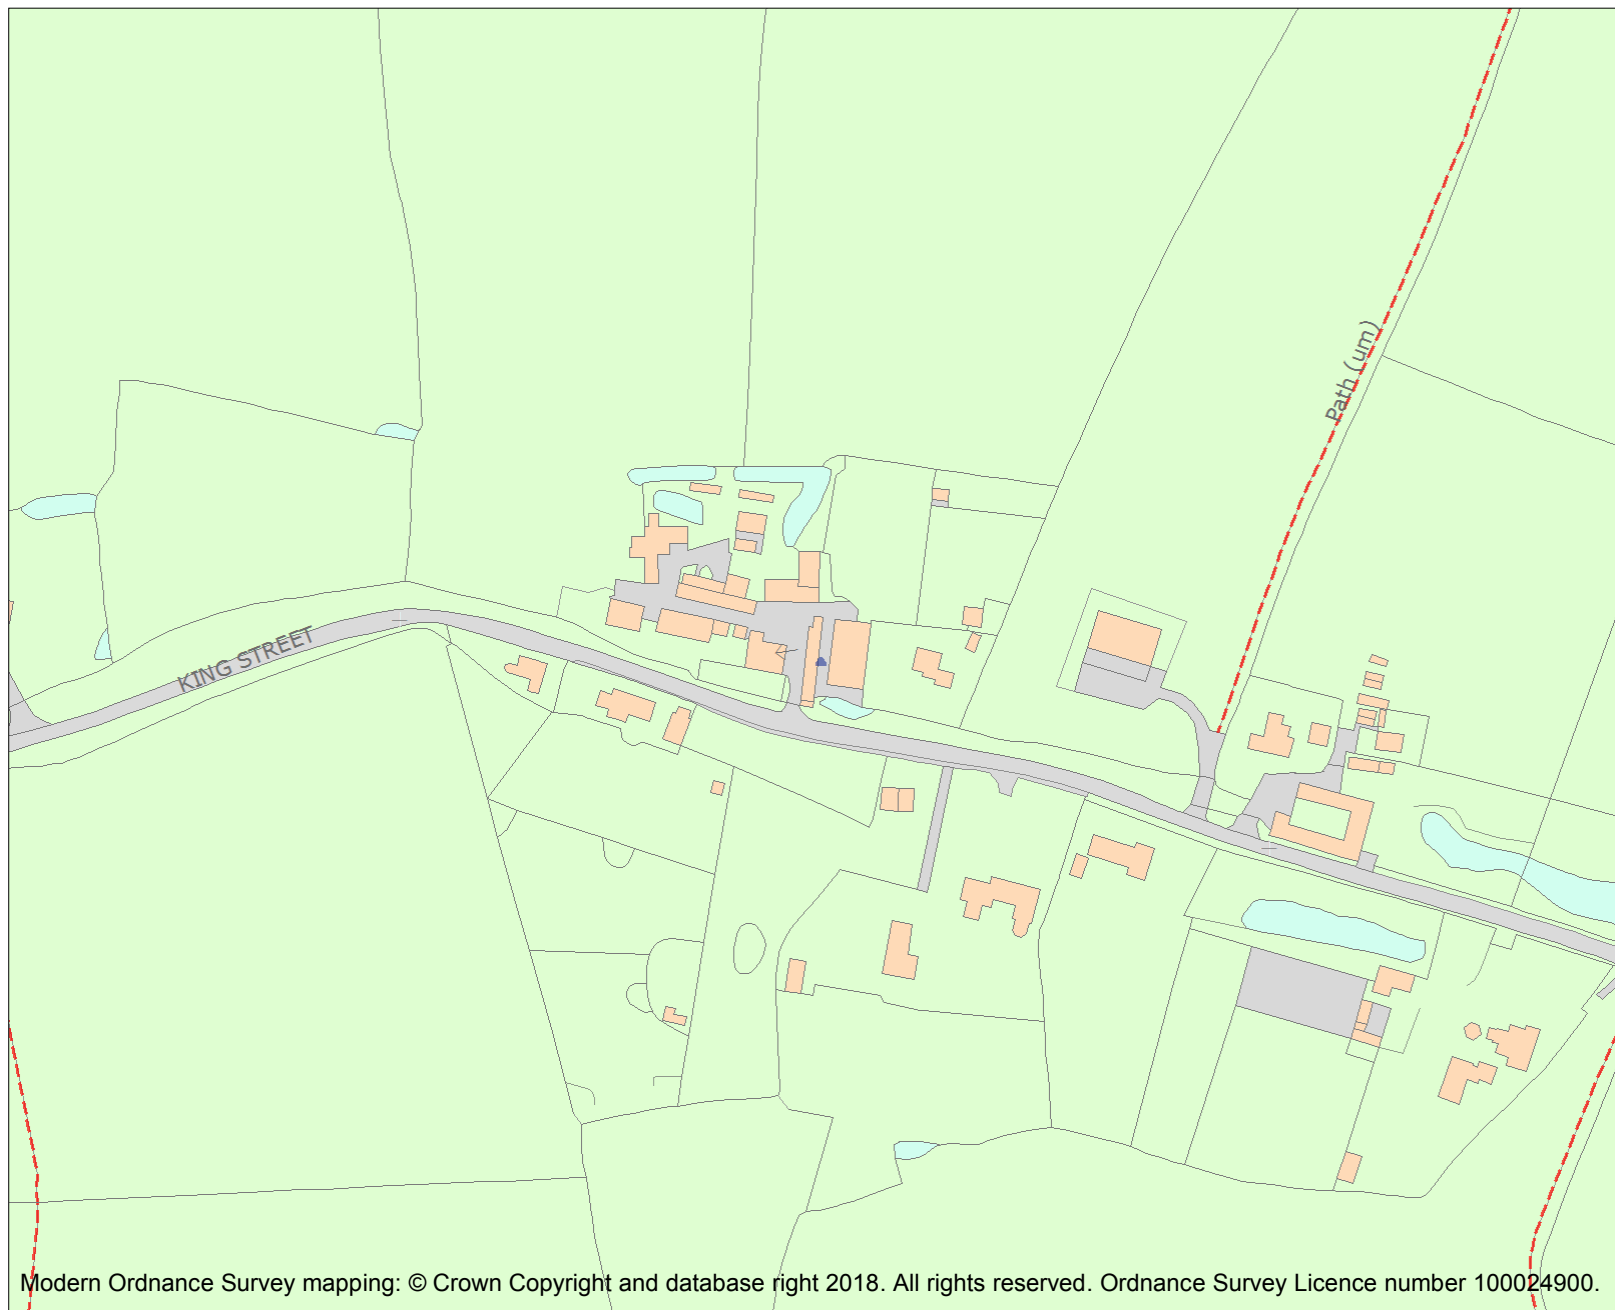 Path (um)
KING STREET
Modern Ordnance Survey mapping: © Crown Copyright and database right 2018. All rights reserved. Ordnance Survey Licence number 100024900.